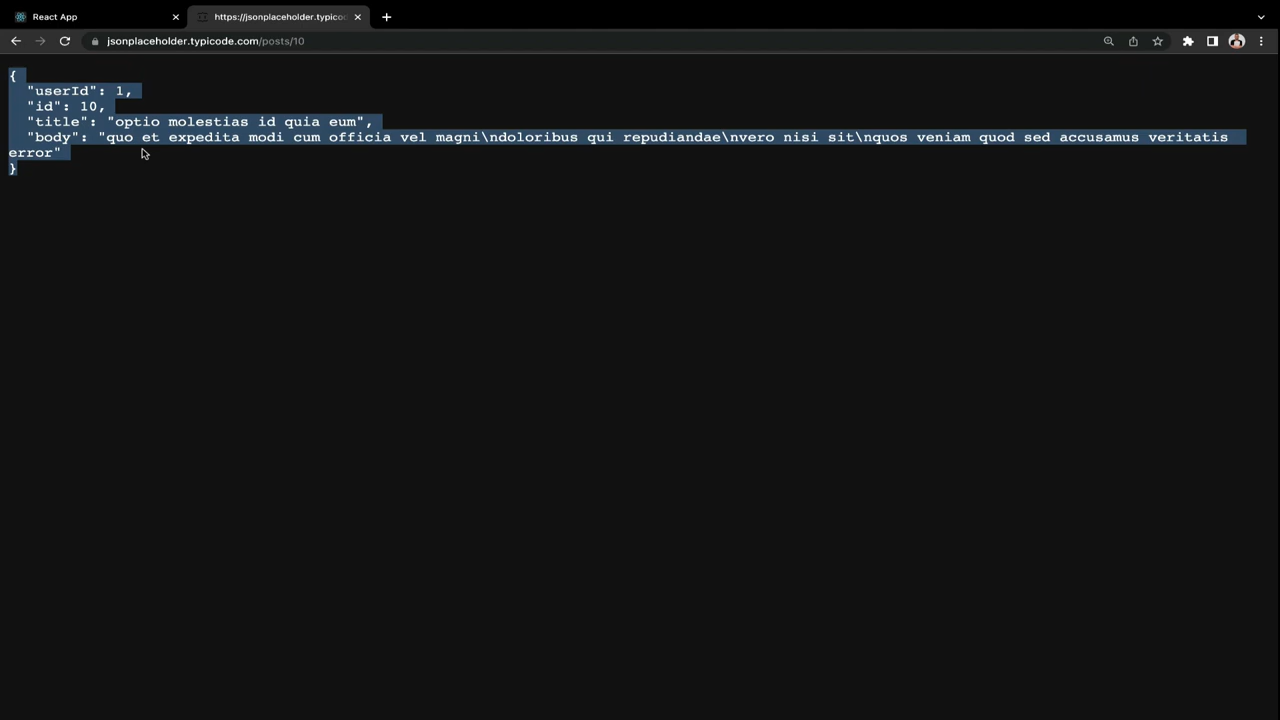 React App
https://jsonplaceholder.typico
jsonplaceholder.typicode.com/posts/10
{
"userId": 1,
"id": 10,
"title": "optio molestias id quia eum",
"body": "quo et expedita modi cum officia vel magni\ndoloribus qui repudiandae\nvero nisi sit\nquos veniam quod sed accusamus veritatis
error"
}